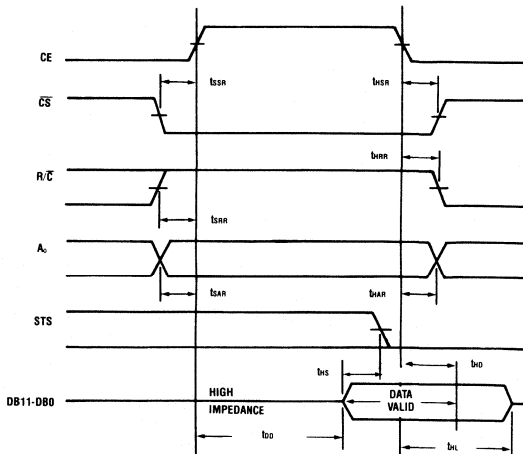 CE
tSSR
tHSR
CS
tHRR
R/C
tSRR
A₀
tSAR
tHAR
STS
tHS
tHD
DB11-DB0
HIGH
IMPEDANCE
DATA
VALID
tDD
tHL